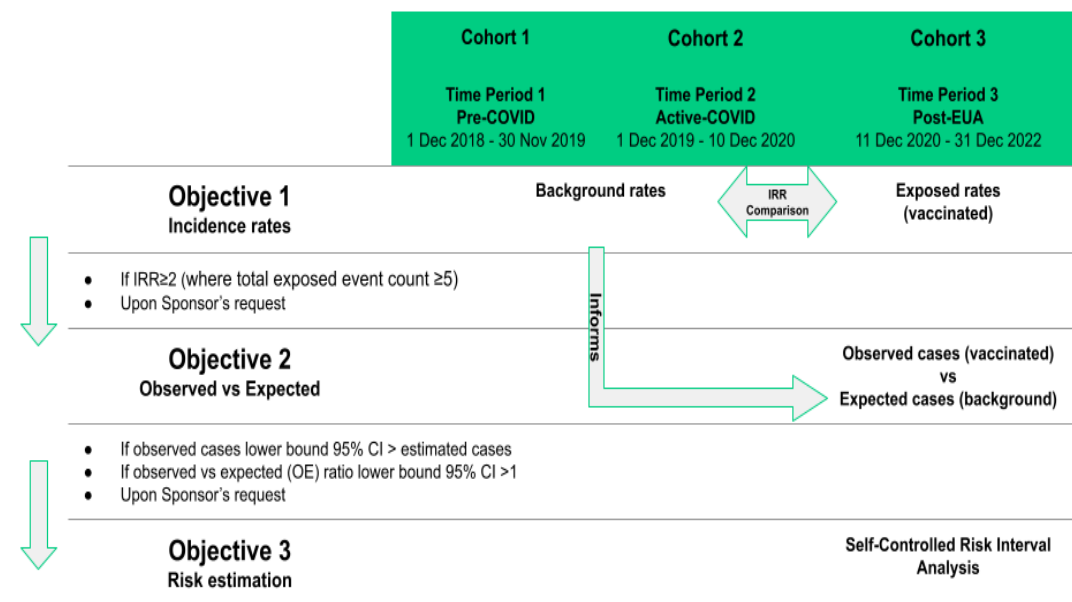 Cohort 1
Cohort 2
Cohort 3
Time Period 1
Pre-COVID
1 Dec 2018 - 30 Nov 2019
Time Period 2
Active-COVID
1 Dec 2019 - 10 Dec 2020
Time Period 3
Post-EUA
11 Dec 2020 - 31 Dec 2022
Objective 1
Incidence rates
Background rates
IRR
Comparison
Exposed rates
(vaccinated)
● If IRR≥2 (where total exposed event count ≥5)
● Upon Sponsor's request
Informs
Objective 2
Observed vs Expected
Observed cases (vaccinated)
vs
Expected cases (background)
● If observed cases lower bound 95% CI > estimated cases
● If observed vs expected (OE) ratio lower bound 95% CI >1
● Upon Sponsor's request
Objective 3
Risk estimation
Self-Controlled Risk Interval
Analysis